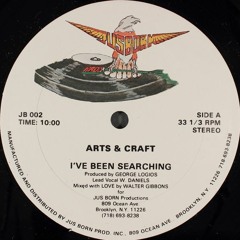 JUS BORN
JB 002
TIME: 10:00
SIDE A
33 1/3 RPM
STEREO
ARTS & CRAFT
I'VE BEEN SEARCHING
Produced by GEORGE LOGIOS
Lead Vocal W. DANIELS
Mixed with LOVE by WALTER GIBBONS
for
JUS BORN Productions
809 Ocean Ave
Brooklyn, N.Y. 11226
(718) 693-8238
MANUFACTURED AND DISTRIBUTED BY JUS BORN PROD. INC. 809 OCEAN AVE BROOKLYN, N.Y. 11226 718-693-8238